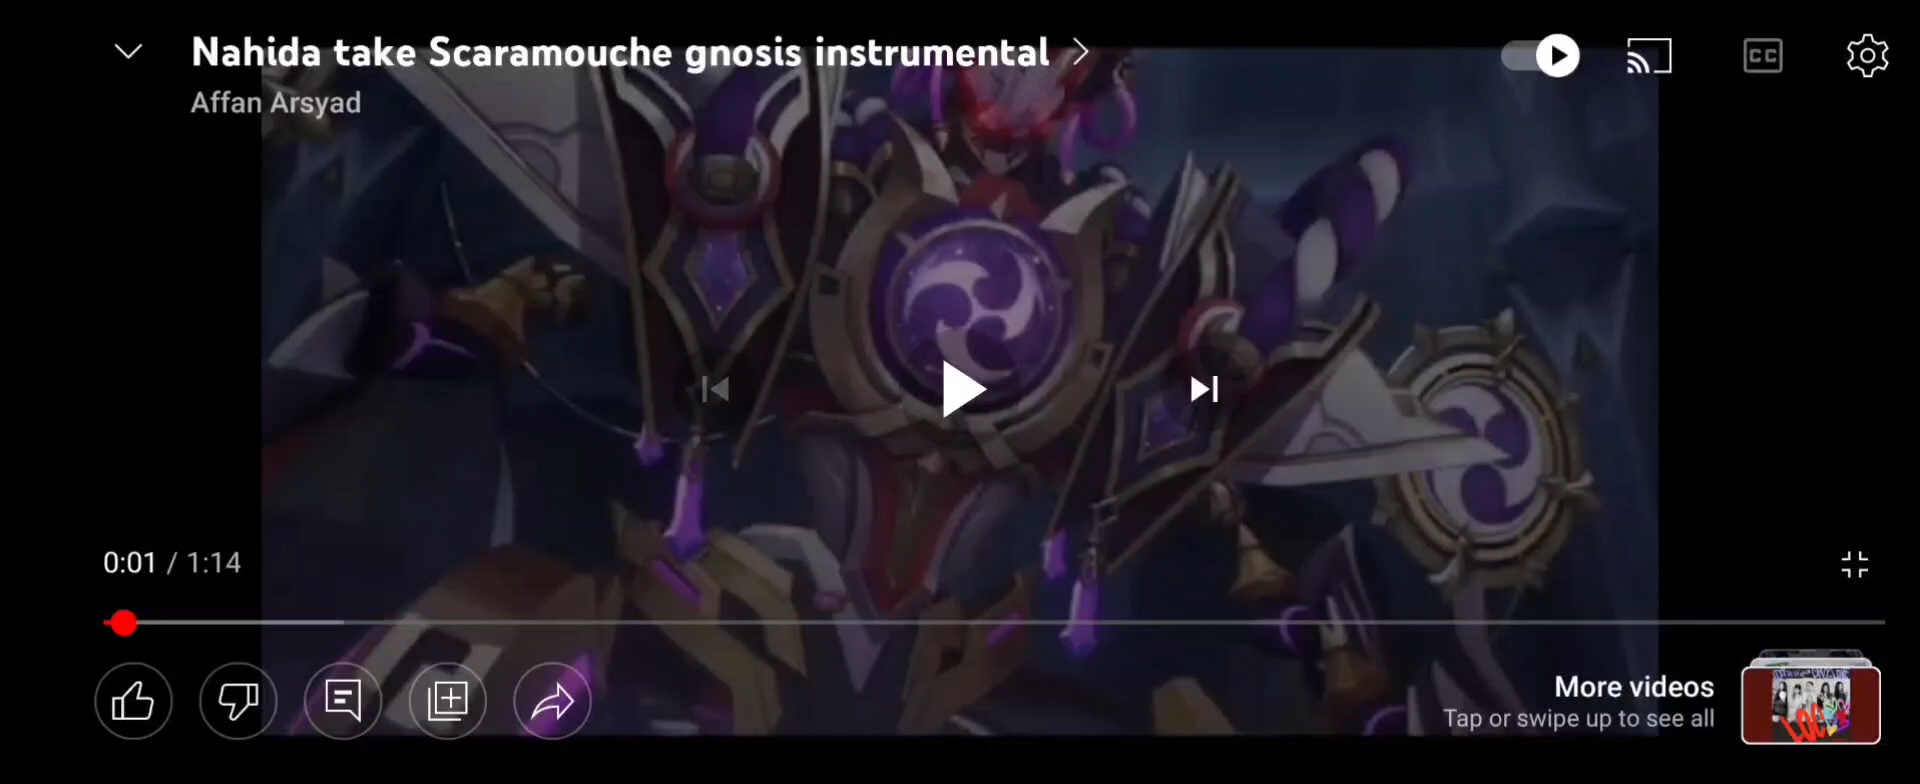 Nahida take Scaramouche gnosis instrumental
Affan Arsyad
CC
0:01 / 1:14
More videos
Tap or swipe up to see all